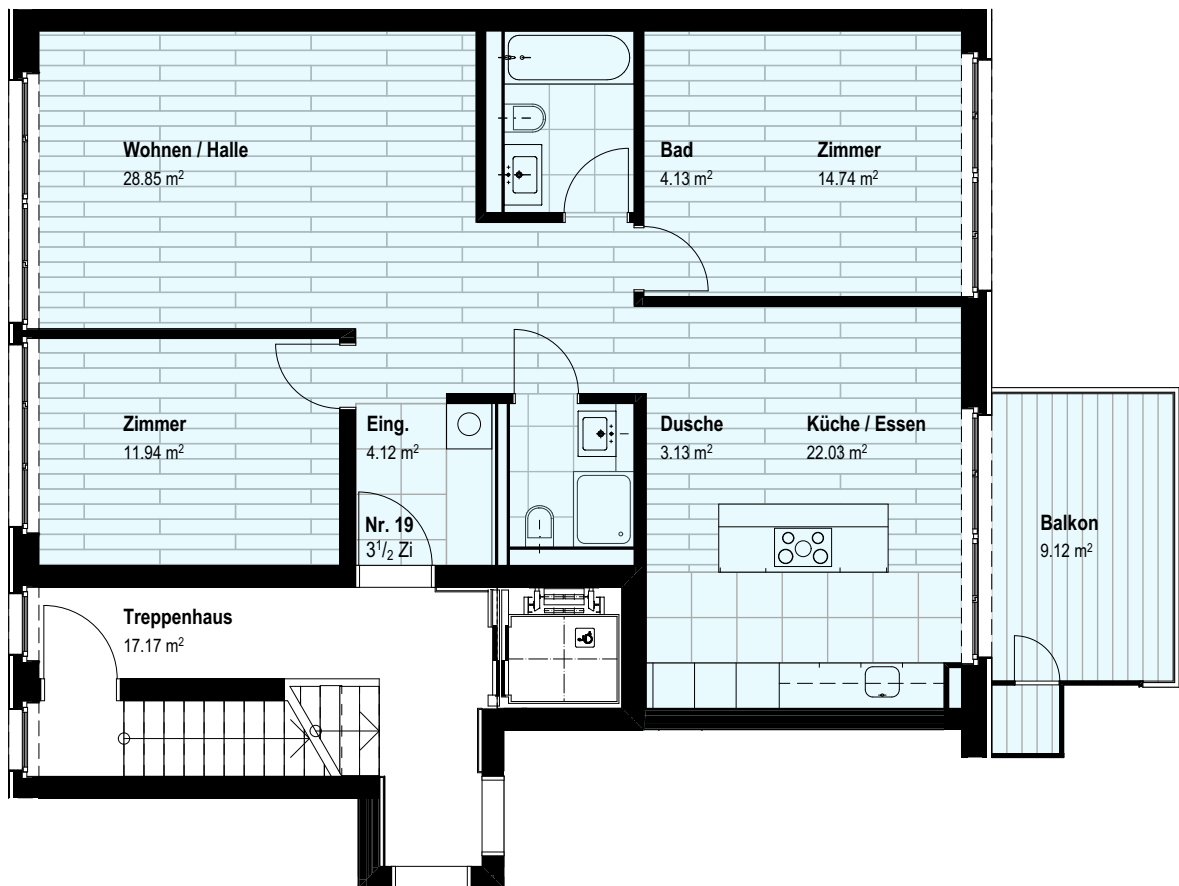 Wohnen / Halle
28.85 m²
Bad
4.13 m²
Zimmer
14.74 m²
Zimmer
11.94 m²
Eing.
4.12 m²
Dusche
3.13 m²
Küche / Essen
22.03 m²
Nr. 19
3 1/2 Zi
Balkon
9.12 m²
Treppenhaus
17.17 m²